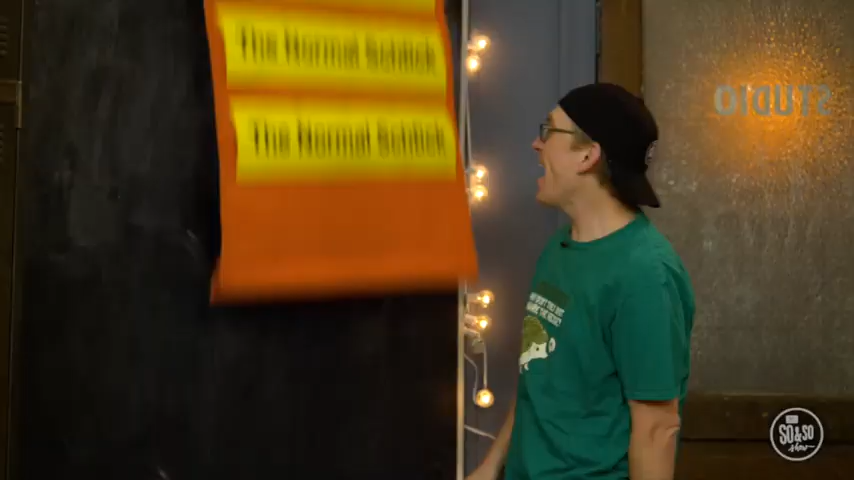 The Normal Schtick
The Normal Schtick
STUDIO
SO&SO
show